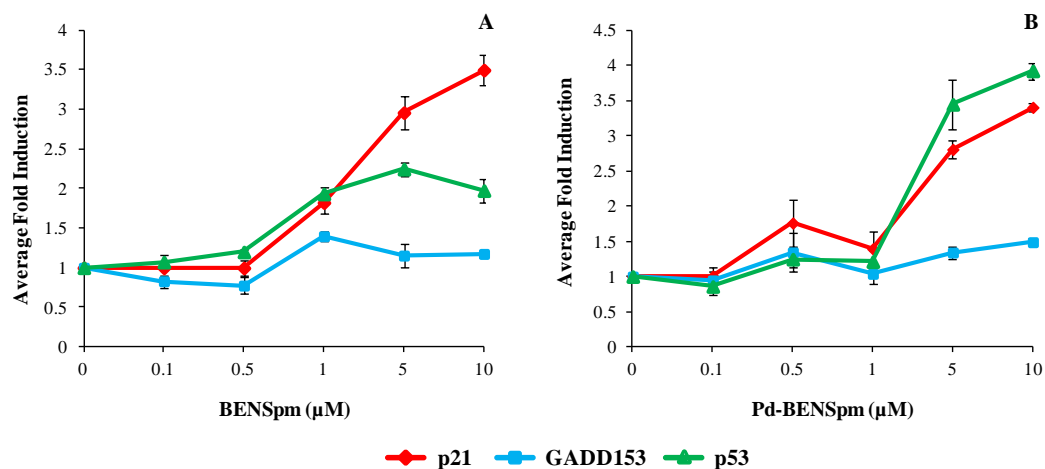 A
4
3.5
3
2.5
2
1.5
1
0.5
0
Average Fold Induction
0 0.1 0.5 1 5 10
BENSpm (µM)
B
4.5
4
3.5
3
2.5
2
1.5
1
0.5
0
Average Fold Induction
0 0.1 0.5 1 5 10
Pd-BENSpm (µM)
p21 GADD153 p53